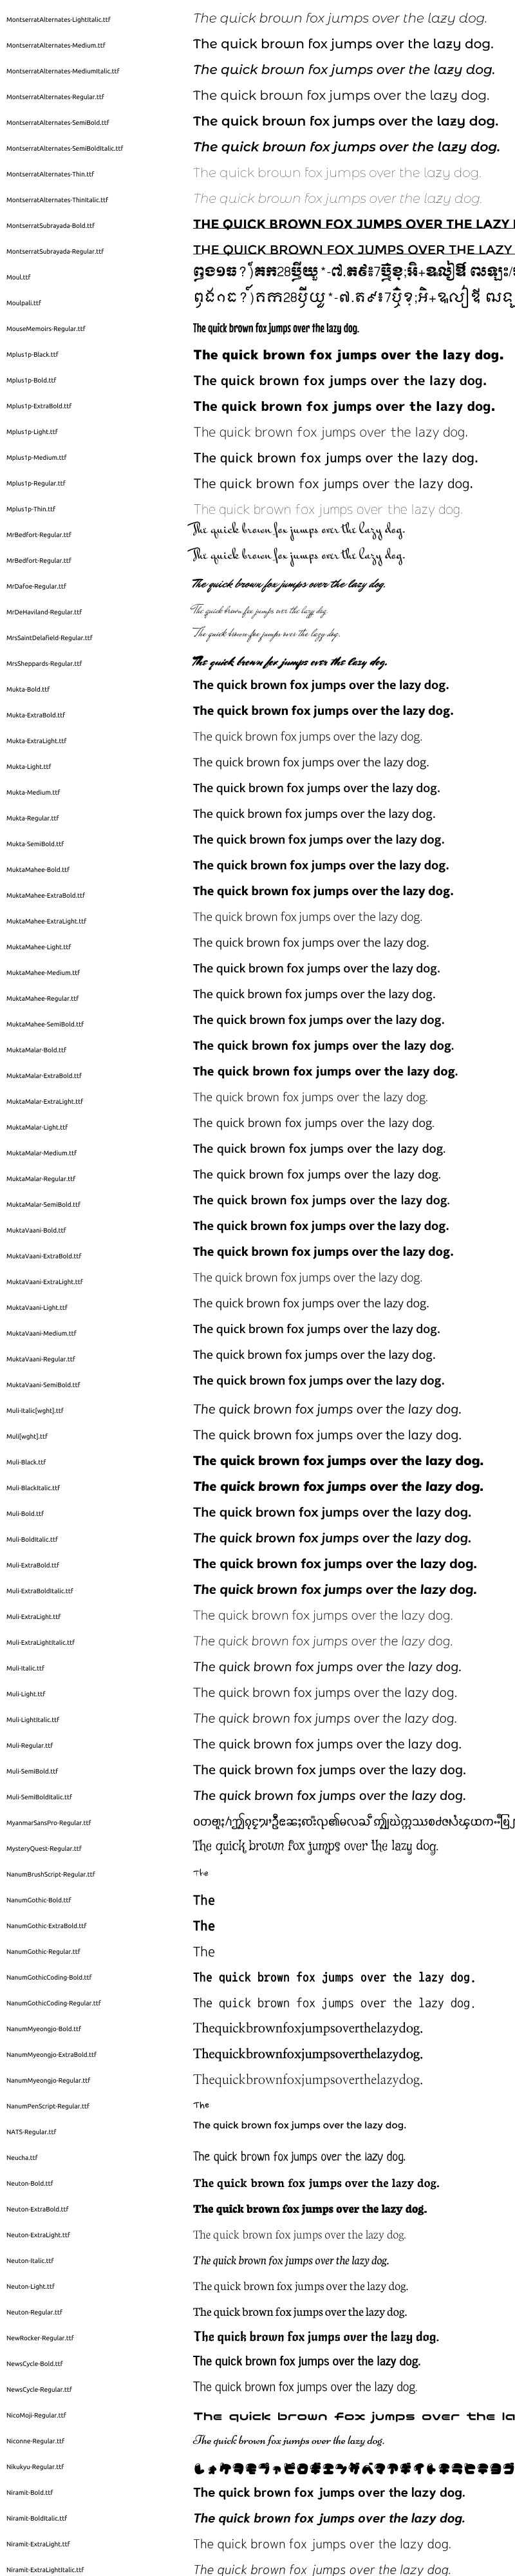 MontserratAlternates-LightItalic.ttf The quick brown fox jumps over the lazy dog.
MontserratAlternates-Medium.ttf The quick brown fox jumps over the lazy dog.
MontserratAlternates-MediumItalic.ttf The quick brown fox jumps over the lazy dog.
MontserratAlternates-Regular.ttf The quick brown fox jumps over the lazy dog.
MontserratAlternates-SemiBold.ttf The quick brown fox jumps over the lazy dog.
MontserratAlternates-SemiBoldItalic.ttf The quick brown fox jumps over the lazy dog.
MontserratAlternates-Thin.ttf The quick brown fox jumps over the lazy dog.
MontserratAlternates-ThinItalic.ttf The quick brown fox jumps over the lazy dog.
MontserratSubrayada-Bold.ttf THE QUICK BROWN FOX JUMPS OVER THE LAZY
MontserratSubrayada-Regular.ttf THE QUICK BROWN FOX JUMPS OVER THE LAZY
Moul.ttf
Moulpali.ttf
MouseMemoirs-Regular.ttf The quick brown fox jumps over the lazy dog.
Mplus1p-Black.ttf The quick brown fox jumps over the lazy dog.
Mplus1p-Bold.ttf The quick brown fox jumps over the lazy dog.
Mplus1p-ExtraBold.ttf The quick brown fox jumps over the lazy dog.
Mplus1p-Light.ttf The quick brown fox jumps over the lazy dog.
Mplus1p-Medium.ttf The quick brown fox jumps over the lazy dog.
Mplus1p-Regular.ttf The quick brown fox jumps over the lazy dog.
Mplus1p-Thin.ttf The quick brown fox jumps over the lazy dog.
MrBedfort-Regular.ttf The quick brown fox jumps over the lazy dog.
MrBedfort-Regular.ttf The quick brown fox jumps over the lazy dog.
MrDafoe-Regular.ttf The quick brown fox jumps over the lazy dog.
MrDeHaviland-Regular.ttf The quick brown fox jumps over the lazy dog.
MrsSaintDelafield-Regular.ttf The quick brown fox jumps over the lazy dog.
MrsSheppards-Regular.ttf The quick brown fox jumps over the lazy dog.
Mukta-Bold.ttf The quick brown fox jumps over the lazy dog.
Mukta-ExtraBold.ttf The quick brown fox jumps over the lazy dog.
Mukta-ExtraLight.ttf The quick brown fox jumps over the lazy dog.
Mukta-Light.ttf The quick brown fox jumps over the lazy dog.
Mukta-Medium.ttf The quick brown fox jumps over the lazy dog.
Mukta-Regular.ttf The quick brown fox jumps over the lazy dog.
Mukta-SemiBold.ttf The quick brown fox jumps over the lazy dog.
MuktaMahee-Bold.ttf The quick brown fox jumps over the lazy dog.
MuktaMahee-ExtraBold.ttf The quick brown fox jumps over the lazy dog.
MuktaMahee-ExtraLight.ttf The quick brown fox jumps over the lazy dog.
MuktaMahee-Light.ttf The quick brown fox jumps over the lazy dog.
MuktaMahee-Medium.ttf The quick brown fox jumps over the lazy dog.
MuktaMahee-Regular.ttf The quick brown fox jumps over the lazy dog.
MuktaMahee-SemiBold.ttf The quick brown fox jumps over the lazy dog.
MuktaMalar-Bold.ttf The quick brown fox jumps over the lazy dog.
MuktaMalar-ExtraBold.ttf The quick brown fox jumps over the lazy dog.
MuktaMalar-ExtraLight.ttf The quick brown fox jumps over the lazy dog.
MuktaMalar-Light.ttf The quick brown fox jumps over the lazy dog.
MuktaMalar-Medium.ttf The quick brown fox jumps over the lazy dog.
MuktaMalar-Regular.ttf The quick brown fox jumps over the lazy dog.
MuktaMalar-SemiBold.ttf The quick brown fox jumps over the lazy dog.
MuktaVaani-Bold.ttf The quick brown fox jumps over the lazy dog.
MuktaVaani-ExtraBold.ttf The quick brown fox jumps over the lazy dog.
MuktaVaani-ExtraLight.ttf The quick brown fox jumps over the lazy dog.
MuktaVaani-Light.ttf The quick brown fox jumps over the lazy dog.
MuktaVaani-Medium.ttf The quick brown fox jumps over the lazy dog.
MuktaVaani-Regular.ttf The quick brown fox jumps over the lazy dog.
MuktaVaani-SemiBold.ttf The quick brown fox jumps over the lazy dog.
Muli-Italic[wght].ttf The quick brown fox jumps over the lazy dog.
Muli[wght].ttf The quick brown fox jumps over the lazy dog.
Muli-Black.ttf The quick brown fox jumps over the lazy dog.
Muli-BlackItalic.ttf The quick brown fox jumps over the lazy dog.
Muli-Bold.ttf The quick brown fox jumps over the lazy dog.
Muli-BoldItalic.ttf The quick brown fox jumps over the lazy dog.
Muli-ExtraBold.ttf The quick brown fox jumps over the lazy dog.
Muli-ExtraBoldItalic.ttf The quick brown fox jumps over the lazy dog.
Muli-ExtraLight.ttf The quick brown fox jumps over the lazy dog.
Muli-ExtraLightItalic.ttf The quick brown fox jumps over the lazy dog.
Muli-Italic.ttf The quick brown fox jumps over the lazy dog.
Muli-Light.ttf The quick brown fox jumps over the lazy dog.
Muli-LightItalic.ttf The quick brown fox jumps over the lazy dog.
Muli-Regular.ttf The quick brown fox jumps over the lazy dog.
Muli-SemiBold.ttf The quick brown fox jumps over the lazy dog.
Muli-SemiBoldItalic.ttf The quick brown fox jumps over the lazy dog.
MyanmarSansPro-Regular.ttf
MysteryQuest-Regular.ttf The quick brown fox jumps over the lazy dog.
NanumBrushScript-Regular.ttf The
NanumGothic-Bold.ttf The
NanumGothic-ExtraBold.ttf The
NanumGothic-Regular.ttf The
NanumGothicCoding-Bold.ttf The quick brown fox jumps over the lazy dog.
NanumGothicCoding-Regular.ttf The quick brown fox jumps over the lazy dog.
NanumMyeongjo-Bold.ttf Thequickbrownfoxjumpsoverthelazydog.
NanumMyeongjo-ExtraBold.ttf Thequickbrownfoxjumpsoverthelazydog.
NanumMyeongjo-Regular.ttf Thequickbrownfoxjumpsoverthelazydog.
NanumPenScript-Regular.ttf The
NATS-Regular.ttf The quick brown fox jumps over the lazy dog.
Neucha.ttf The quick brown fox jumps over the lazy dog.
Neuton-Bold.ttf The quick brown fox jumps over the lazy dog.
Neuton-ExtraBold.ttf The quick brown fox jumps over the lazy dog.
Neuton-ExtraLight.ttf The quick brown fox jumps over the lazy dog.
Neuton-Italic.ttf The quick brown fox jumps over the lazy dog.
Neuton-Light.ttf The quick brown fox jumps over the lazy dog.
Neuton-Regular.ttf The quick brown fox jumps over the lazy dog.
NewRocker-Regular.ttf The quick brown fox jumps over the lazy dog.
NewsCycle-Bold.ttf The quick brown fox jumps over the lazy dog.
NewsCycle-Regular.ttf The quick brown fox jumps over the lazy dog.
NicoMoji-Regular.ttf The quick brown fox jumps over the la
Niconne-Regular.ttf The quick brown fox jumps over the lazy dog.
Nikukyu-Regular.ttf
Niramit-Bold.ttf The quick brown fox jumps over the lazy dog.
Niramit-BoldItalic.ttf The quick brown fox jumps over the lazy dog.
Niramit-ExtraLight.ttf The quick brown fox jumps over the lazy dog.
Niramit-ExtraLightItalic.ttf The quick brown fox jumps over the lazy dog.